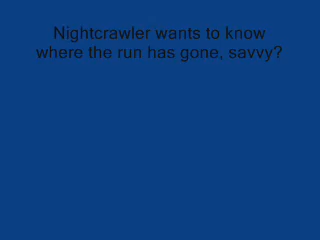 Nightcrawler wants to know
where the run has gone, savvy?